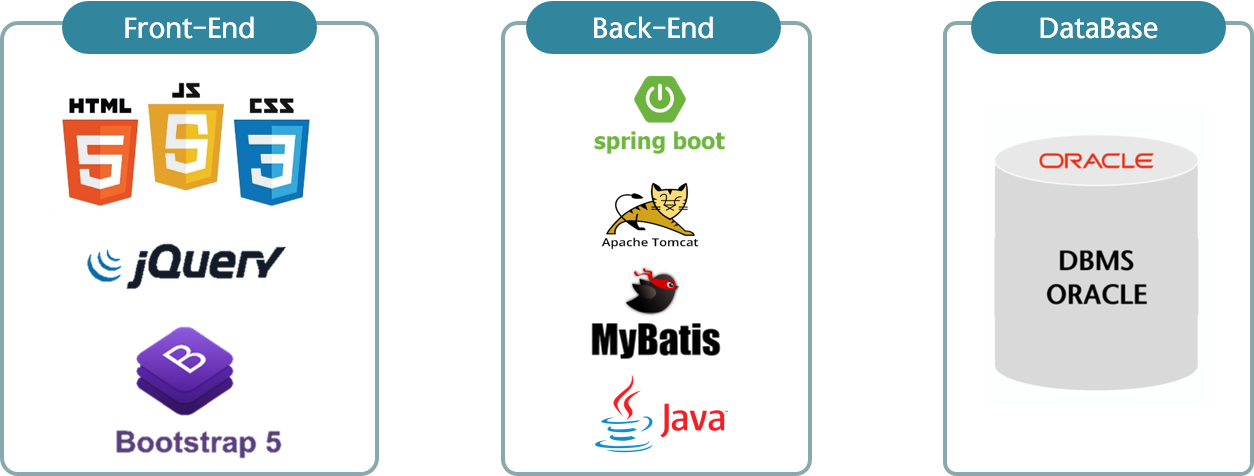 Front-End
HTML
JS
CSS
5
5
3
jQuery
B
Bootstrap 5
Back-End
spring boot
Apache Tomcat
MyBatis
Java
DataBase
ORACLE
DBMS
ORACLE